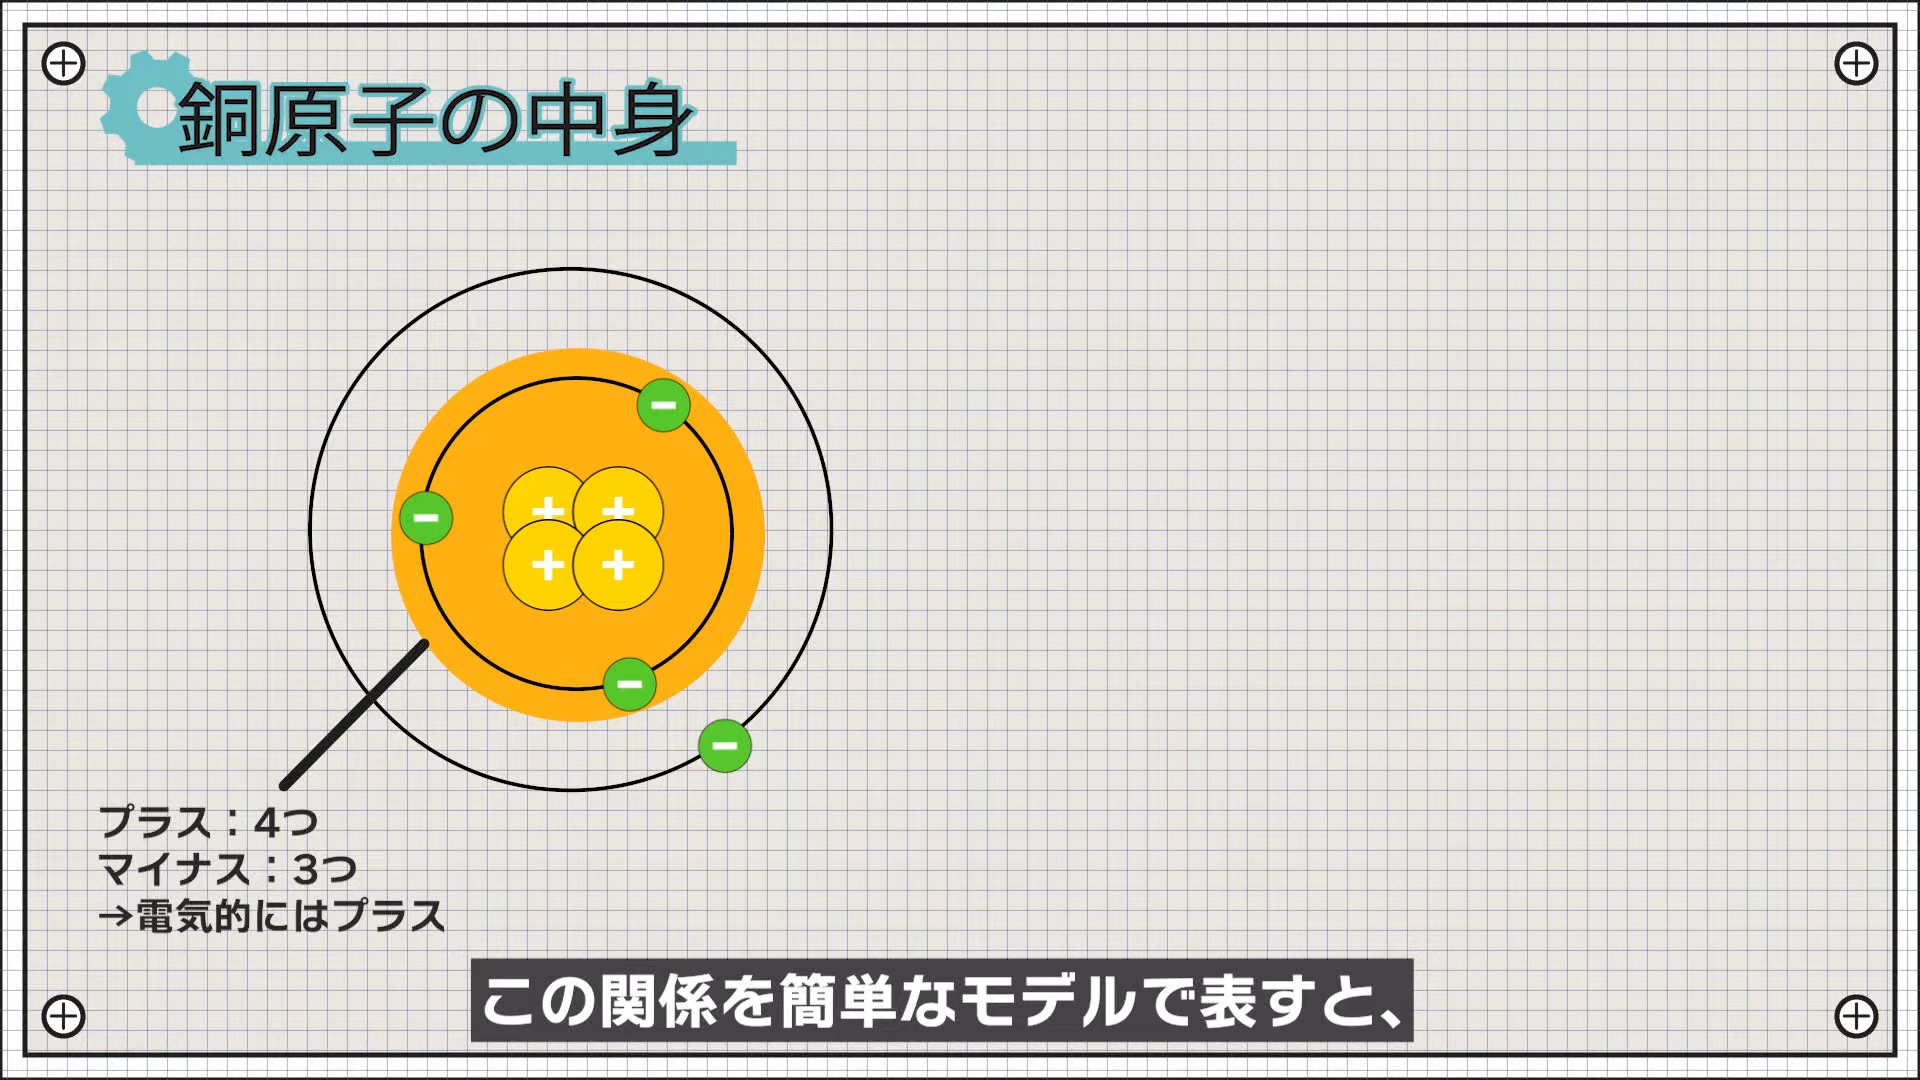 銅原子の中身
−
−
+ +
+ +
−
−
プラス：4つ
マイナス：3つ
→電気的にはプラス
この関係を簡単なモデルで表すと、